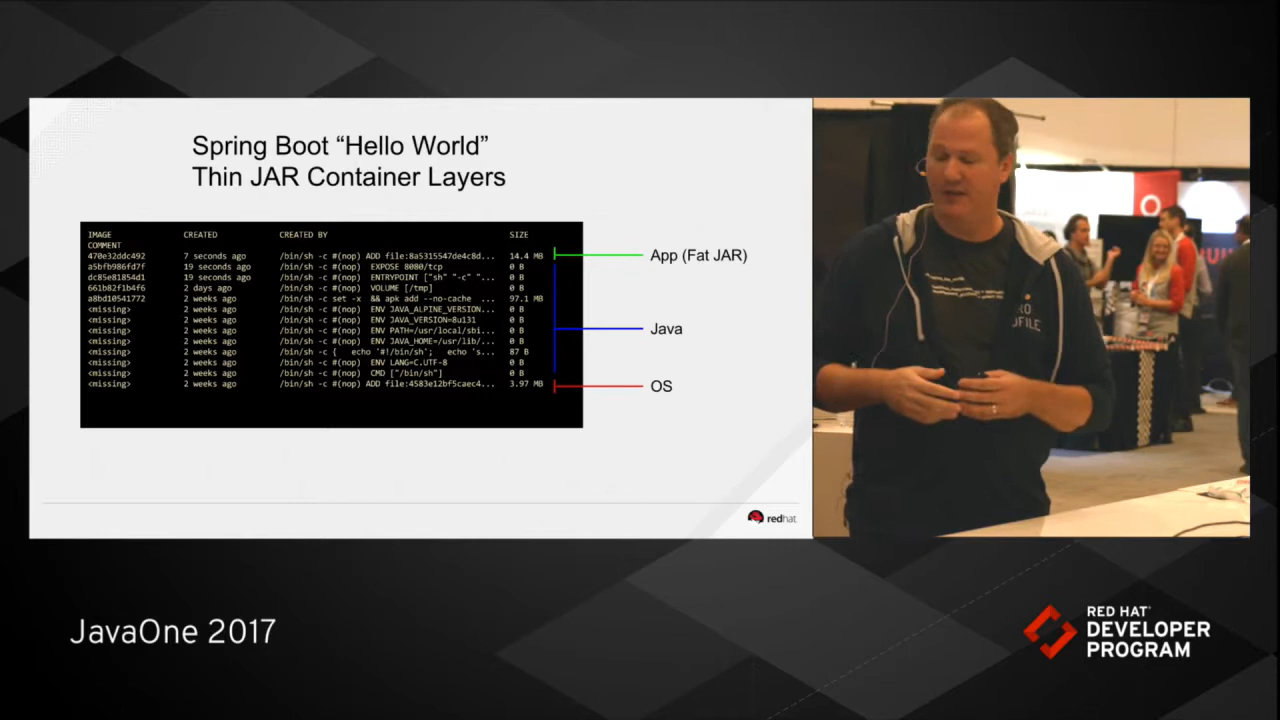 Spring Boot “Hello World”
Thin JAR Container Layers
IMAGE CREATED CREATED BY SIZE
COMMENT
470e32ddc492 7 seconds ago /bin/sh -c #(nop) ADD file:8a5315547de4c8d... 14.4 MB
a5bfb986fd7f 19 seconds ago /bin/sh -c #(nop) EXPOSE 8080/tcp 0 B
dc85e81854d1 19 seconds ago /bin/sh -c #(nop) ENTRYPOINT ["sh" "-c" "... 0 B
661b82f1b4f6 2 days ago /bin/sh -c #(nop) VOLUME [/tmp] 0 B
a8bd10541772 2 weeks ago /bin/sh -c set -x && apk add --no-cache ... 97.1 MB
<missing> 2 weeks ago /bin/sh -c #(nop) ENV JAVA_ALPINE_VERSION... 0 B
<missing> 2 weeks ago /bin/sh -c #(nop) ENV JAVA_VERSION=8u131 0 B
<missing> 2 weeks ago /bin/sh -c #(nop) ENV PATH=/usr/local/sbi... 0 B
<missing> 2 weeks ago /bin/sh -c #(nop) ENV JAVA_HOME=/usr/lib/... 0 B
<missing> 2 weeks ago /bin/sh -c { echo '#!/bin/sh'; echo 's... 87 B
<missing> 2 weeks ago /bin/sh -c #(nop) ENV LANG=C.UTF-8 0 B
<missing> 2 weeks ago /bin/sh -c #(nop) CMD ["/bin/sh"] 0 B
<missing> 2 weeks ago /bin/sh -c #(nop) ADD file:4583e12bf5caec4... 3.97 MB
App (Fat JAR)
Java
OS
redhat
JavaOne 2017
RED HAT®
DEVELOPER
PROGRAM